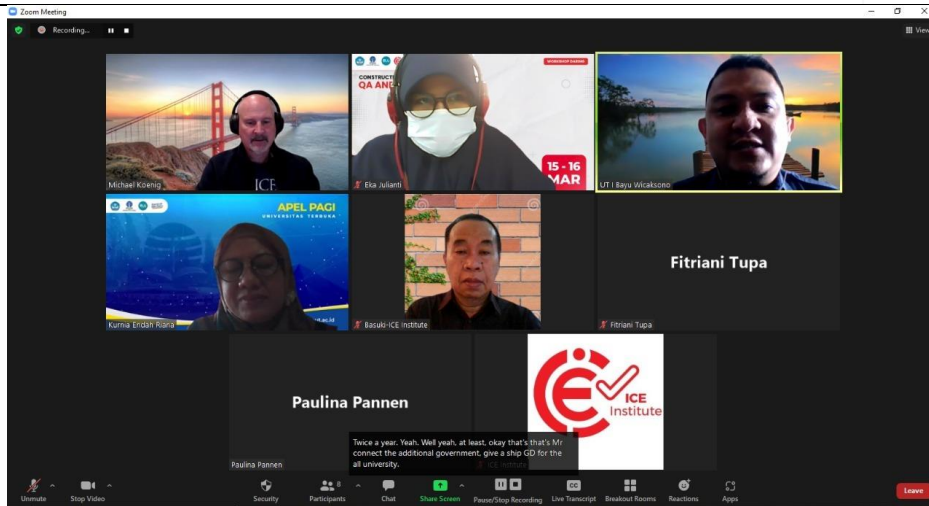 Zoom Meeting
Recording...
View
Michael Koenig
ICE
CONSTRUCTI
QA AND
WORKSHOP DARING
15 - 16
MAR
Eka Julianti
UT I Bayu Wicaksono
APEL PAGI
UNIVERSITAS TERBUKA
ut.ac.id
Kurnia Endah Riana
Basuki-ICE Institute
Fitriani Tupa
Fitriani Tupa
Paulina Pannen
Paulina Pannen
ICE
Institute
ICE Institute
Twice a year. Yeah. Well yeah, at least, okay that's that's Mr
connect the additional government, give a ship GD for the
all university.
Unmute
Stop Video
Security
Participants
8
Chat
Share Screen
Pause/Stop Recording
Live Transcript
CC
Breakout Rooms
Reactions
Apps
Leave